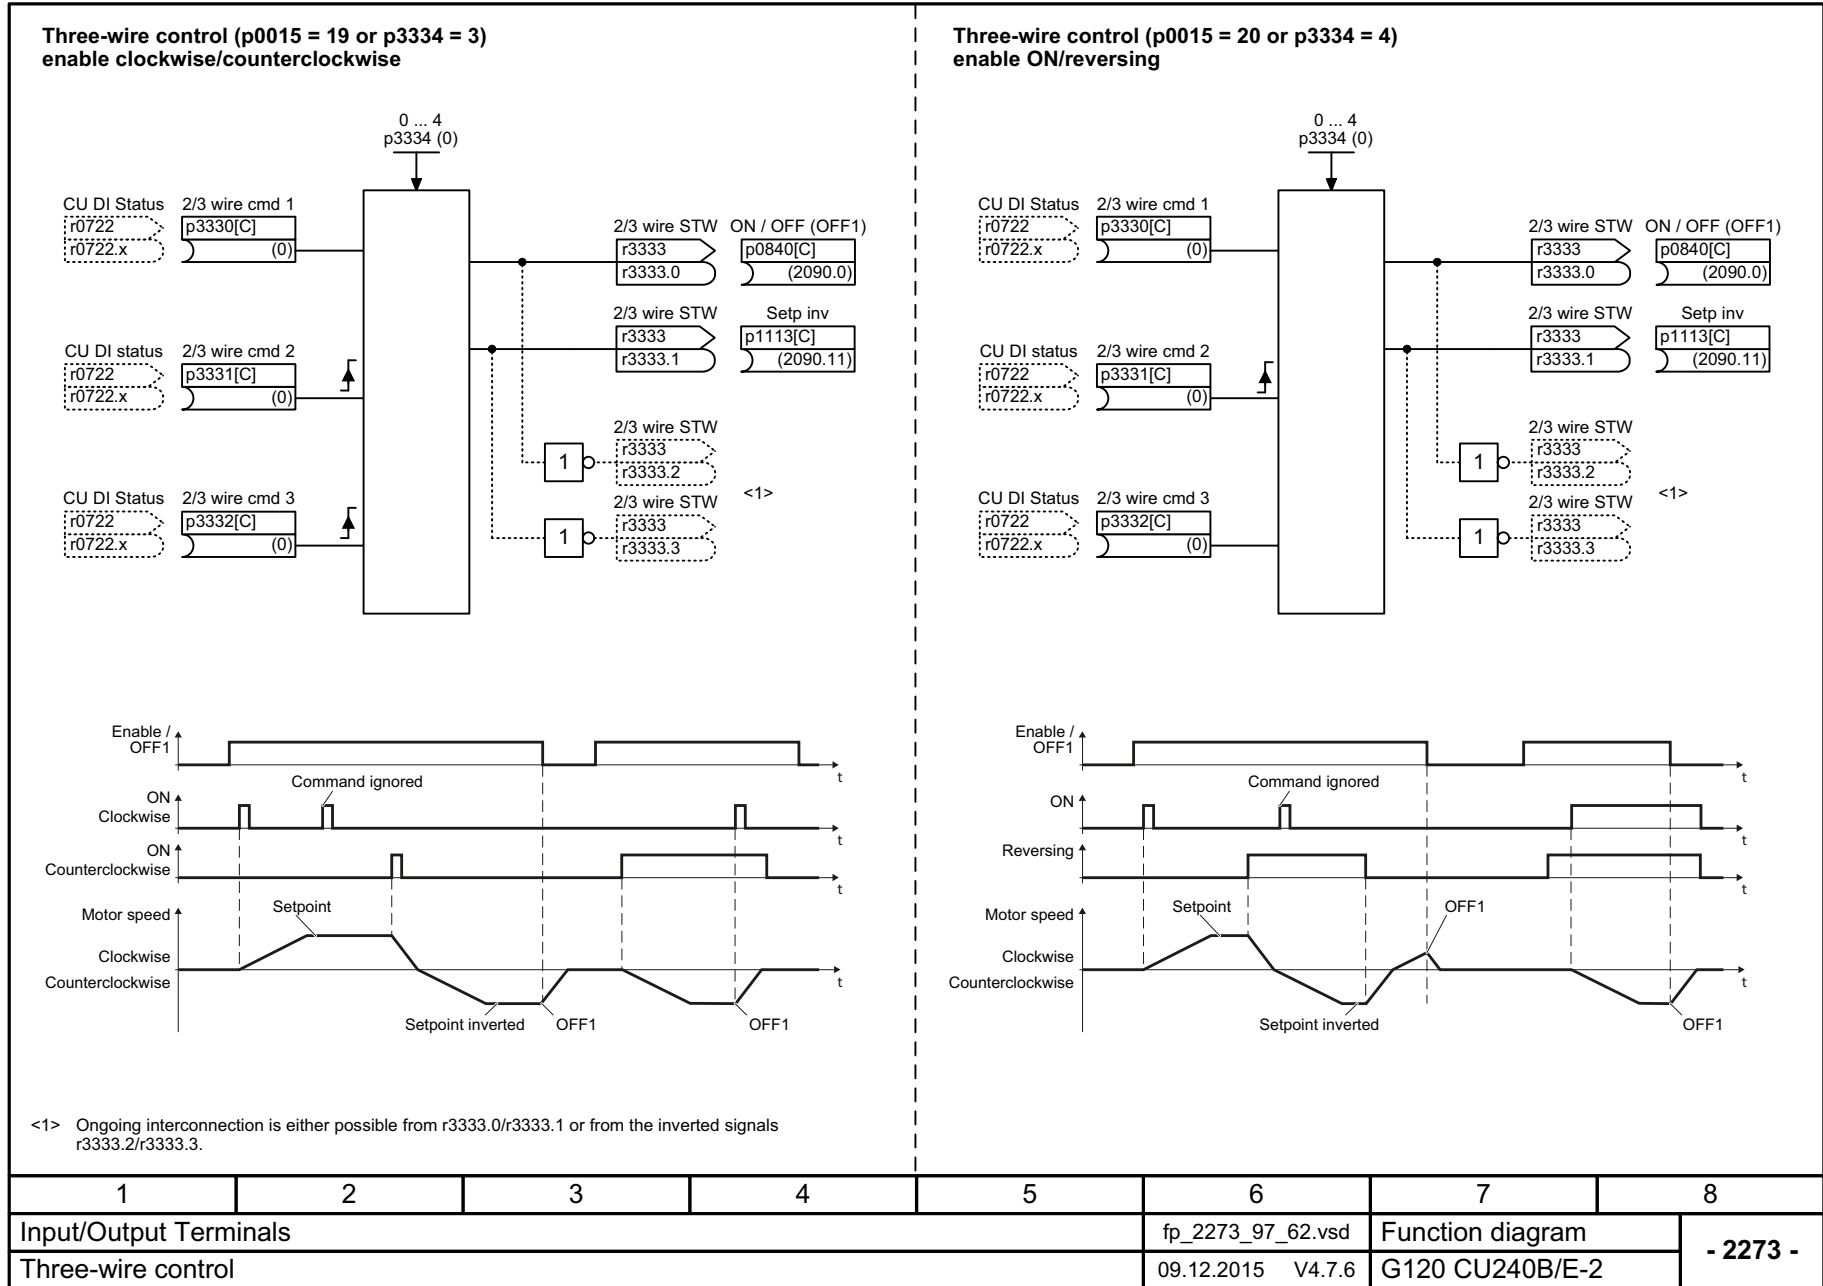 Three-wire control (p0015 = 19 or p3334 = 3)
enable clockwise/counterclockwise
0 ... 4
p3334 (0)
CU DI Status
2/3 wire cmd 1
r0722
p3330[C]
r0722.x
(0)
2/3 wire STW
ON / OFF (OFF1)
r3333
p0840[C]
r3333.0
(2090.0)
2/3 wire STW
Setp inv
r3333
p1113[C]
r3333.1
(2090.11)
CU DI status
2/3 wire cmd 2
r0722
p3331[C]
r0722.x
(0)
2/3 wire STW
1
r3333
r3333.2
<1>
CU DI Status
2/3 wire cmd 3
r0722
p3332[C]
r0722.x
(0)
2/3 wire STW
1
r3333
r3333.3
Enable /
OFF1
t
Command ignored
ON
Clockwise
t
ON
Counterclockwise
t
Motor speed
Setpoint
Clockwise
Counterclockwise
t
Setpoint inverted
OFF1
OFF1
<1> Ongoing interconnection is either possible from r3333.0/r3333.1 or from the inverted signals
r3333.2/r3333.3.
Three-wire control (p0015 = 20 or p3334 = 4)
enable ON/reversing
0 ... 4
p3334 (0)
CU DI Status
2/3 wire cmd 1
r0722
p3330[C]
r0722.x
(0)
2/3 wire STW
ON / OFF (OFF1)
r3333
p0840[C]
r3333.0
(2090.0)
2/3 wire STW
Setp inv
r3333
p1113[C]
r3333.1
(2090.11)
CU DI status
2/3 wire cmd 2
r0722
p3331[C]
r0722.x
(0)
2/3 wire STW
1
r3333
r3333.2
<1>
CU DI Status
2/3 wire cmd 3
r0722
p3332[C]
r0722.x
(0)
2/3 wire STW
1
r3333
r3333.3
Enable /
OFF1
t
Command ignored
ON
t
Reversing
t
Motor speed
Setpoint
OFF1
Clockwise
Counterclockwise
t
Setpoint inverted
OFF1
1 2 3 4 5 6 7 8
Input/Output Terminals
fp_2273_97_62.vsd
Function diagram
- 2273 -
Three-wire control
09.12.2015 V4.7.6
G120 CU240B/E-2